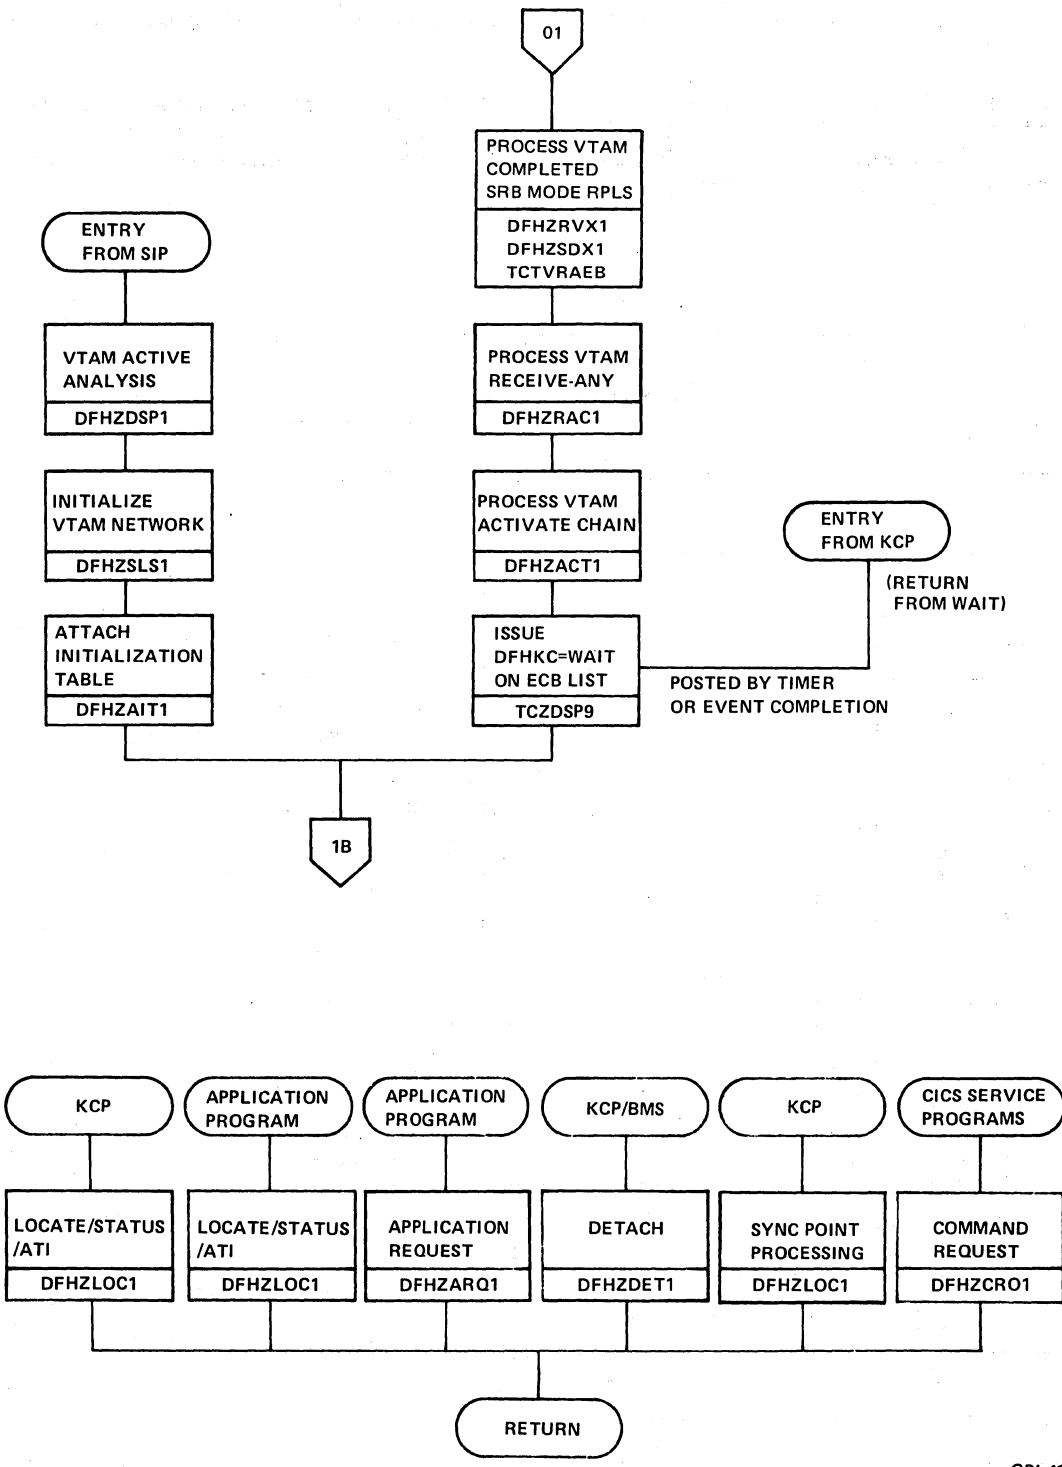 01
PROCESS VTAM
COMPLETED
SRB MODE RPLS
DFHZRVX1
DFHZSDX1
TCTVRAEB
ENTRY
FROM SIP
VTAM ACTIVE
ANALYSIS
DFHZDSP1
PROCESS VTAM
RECEIVE-ANY
DFHZRAC1
INITIALIZE
VTAM NETWORK
DFHZSLS1
PROCESS VTAM
ACTIVATE CHAIN
DFHZACT1
ENTRY
FROM KCP
(RETURN
FROM WAIT)
ATTACH
INITIALIZATION
TABLE
DFHZAIT1
ISSUE
DFHKC=WAIT
ON ECB LIST
TCZDSP9
POSTED BY TIMER
OR EVENT COMPLETION
1B
KCP
APPLICATION
PROGRAM
APPLICATION
PROGRAM
KCP/BMS
KCP
CICS SERVICE
PROGRAMS
LOCATE/STATUS
/ATI
DFHZLOC1
LOCATE/STATUS
/ATI
DFHZLOC1
APPLICATION
REQUEST
DFHZARQ1
DETACH
DFHZDET1
SYNC POINT
PROCESSING
DFHZLOC1
COMMAND
REQUEST
DFHZCRO1
RETURN